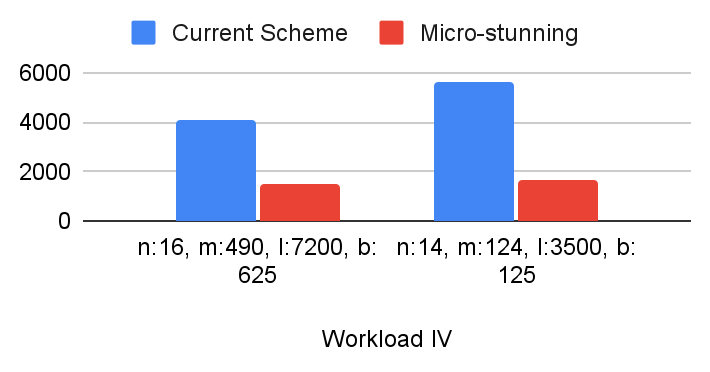 Current Scheme Micro-stunning
6000
4000
2000
0
n:16, m:490, l:7200, b:
625
n:14, m:124, l:3500, b:
125
Workload IV